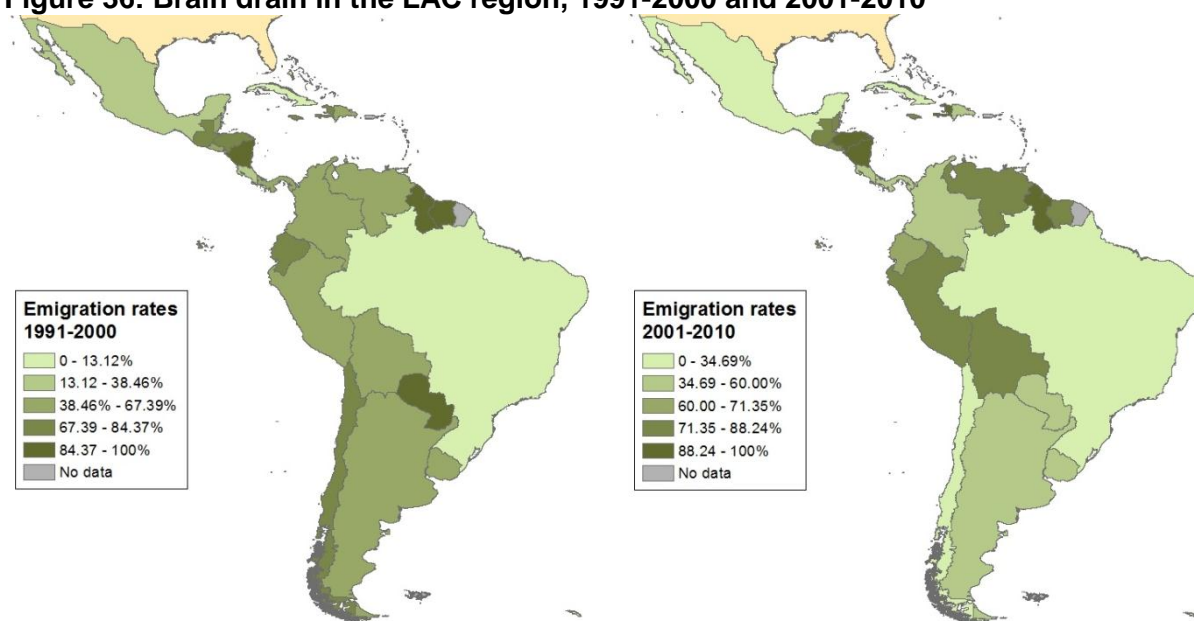 Figure 36: Brain drain in the LAC region, 1991-2000 and 2001-2010
Emigration rates
1991-2000
0 - 13.12%
13.12 - 38.46%
38.46% - 67.39%
67.39 - 84.37%
84.37 - 100%
No data
Emigration rates
2001-2010
0 - 34.69%
34.69 - 60.00%
60.00 - 71.35%
71.35 - 88.24%
88.24 - 100%
No data